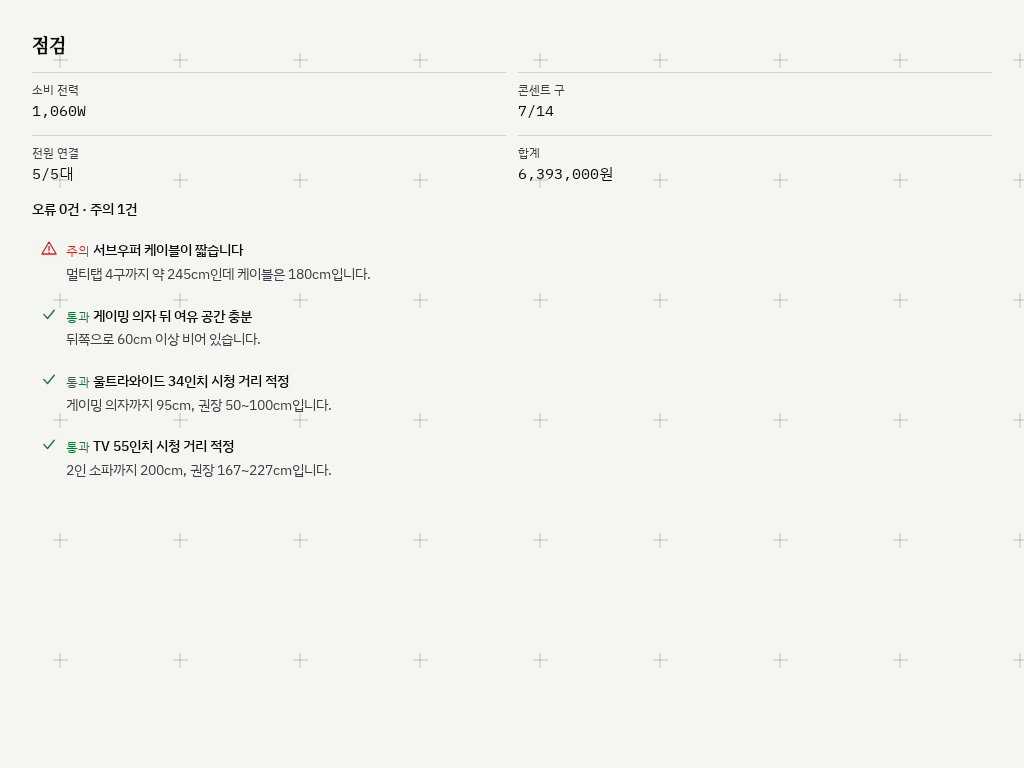 점검
소비 전력
1,060W
콘센트 구
7/14
전원 연결
5/5대
합계
6,393,000원
오류 0건 · 주의 1건
주의 서브우퍼 케이블이 짧습니다
멀티탭 4구까지 약 245cm인데 케이블은 180cm입니다.
통과 게이밍 의자 뒤 여유 공간 충분
뒤쪽으로 60cm 이상 비어 있습니다.
통과 울트라와이드 34인치 시청 거리 적정
게이밍 의자까지 95cm, 권장 50~100cm입니다.
통과 TV 55인치 시청 거리 적정
2인 소파까지 200cm, 권장 167~227cm입니다.